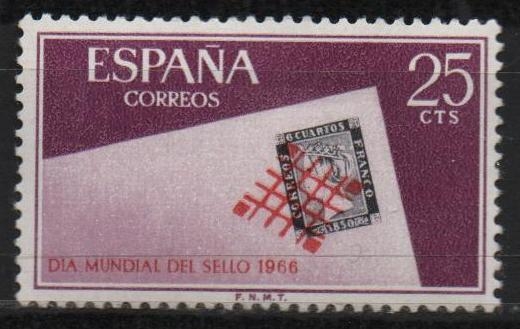 ESPAÑA
CORREOS
25
CTS
6 CUARTOS
CORREOS
FRANCO
1850
DIA MUNDIAL DEL SELLO 1966
F.N.M.T.